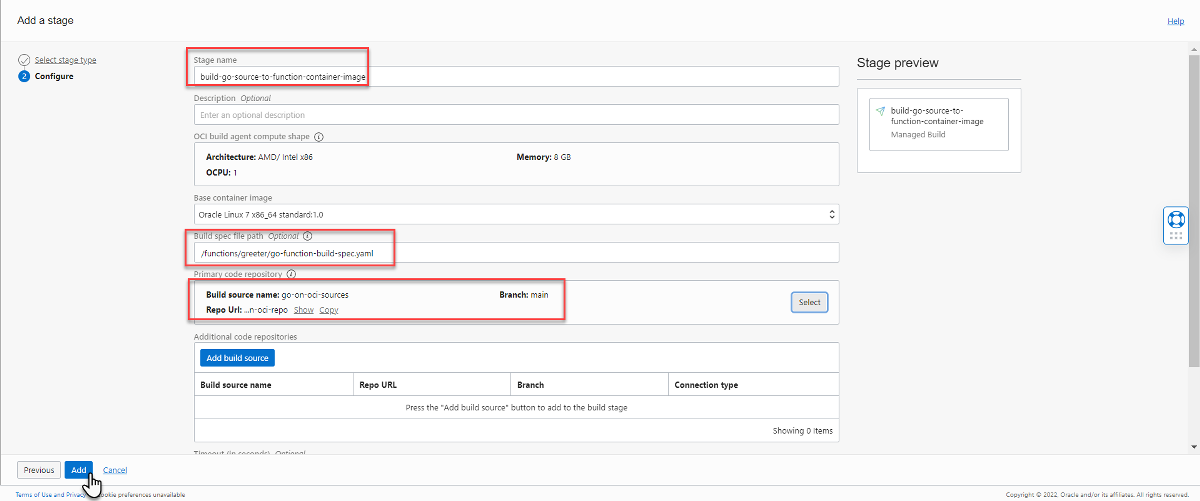 Add a stage
Help
Select stage type
2 Configure
Stage name
build-go-source-to-function-container-image
Description Optional
Enter an optional description
OCI build agent compute shape
Architecture: AMD/ Intel x86
Memory: 8 GB
OCPU: 1
Base container image
Oracle Linux 7 x86_64 standard:1.0
Build spec file path Optional
/functions/greeter/go-function-build-spec.yaml
Primary code repository
Build source name: go-on-oci-sources
Branch: main
Repo Url: ...n-oci-repo Show Copy
Select
Additional code repositories
Add build source
Build source name Repo URL Branch Connection type
Press the "Add build source" button to add to the build stage
Showing 0 Items
Timeout (in seconds) Optional
Stage preview
build-go-source-to-
function-container-image
Managed Build
Previous Add Cancel
Terms of Use and Privacy ookie preferences unavailable
Copyright © 2022, Oracle and/or its affiliates. All rights reserved.